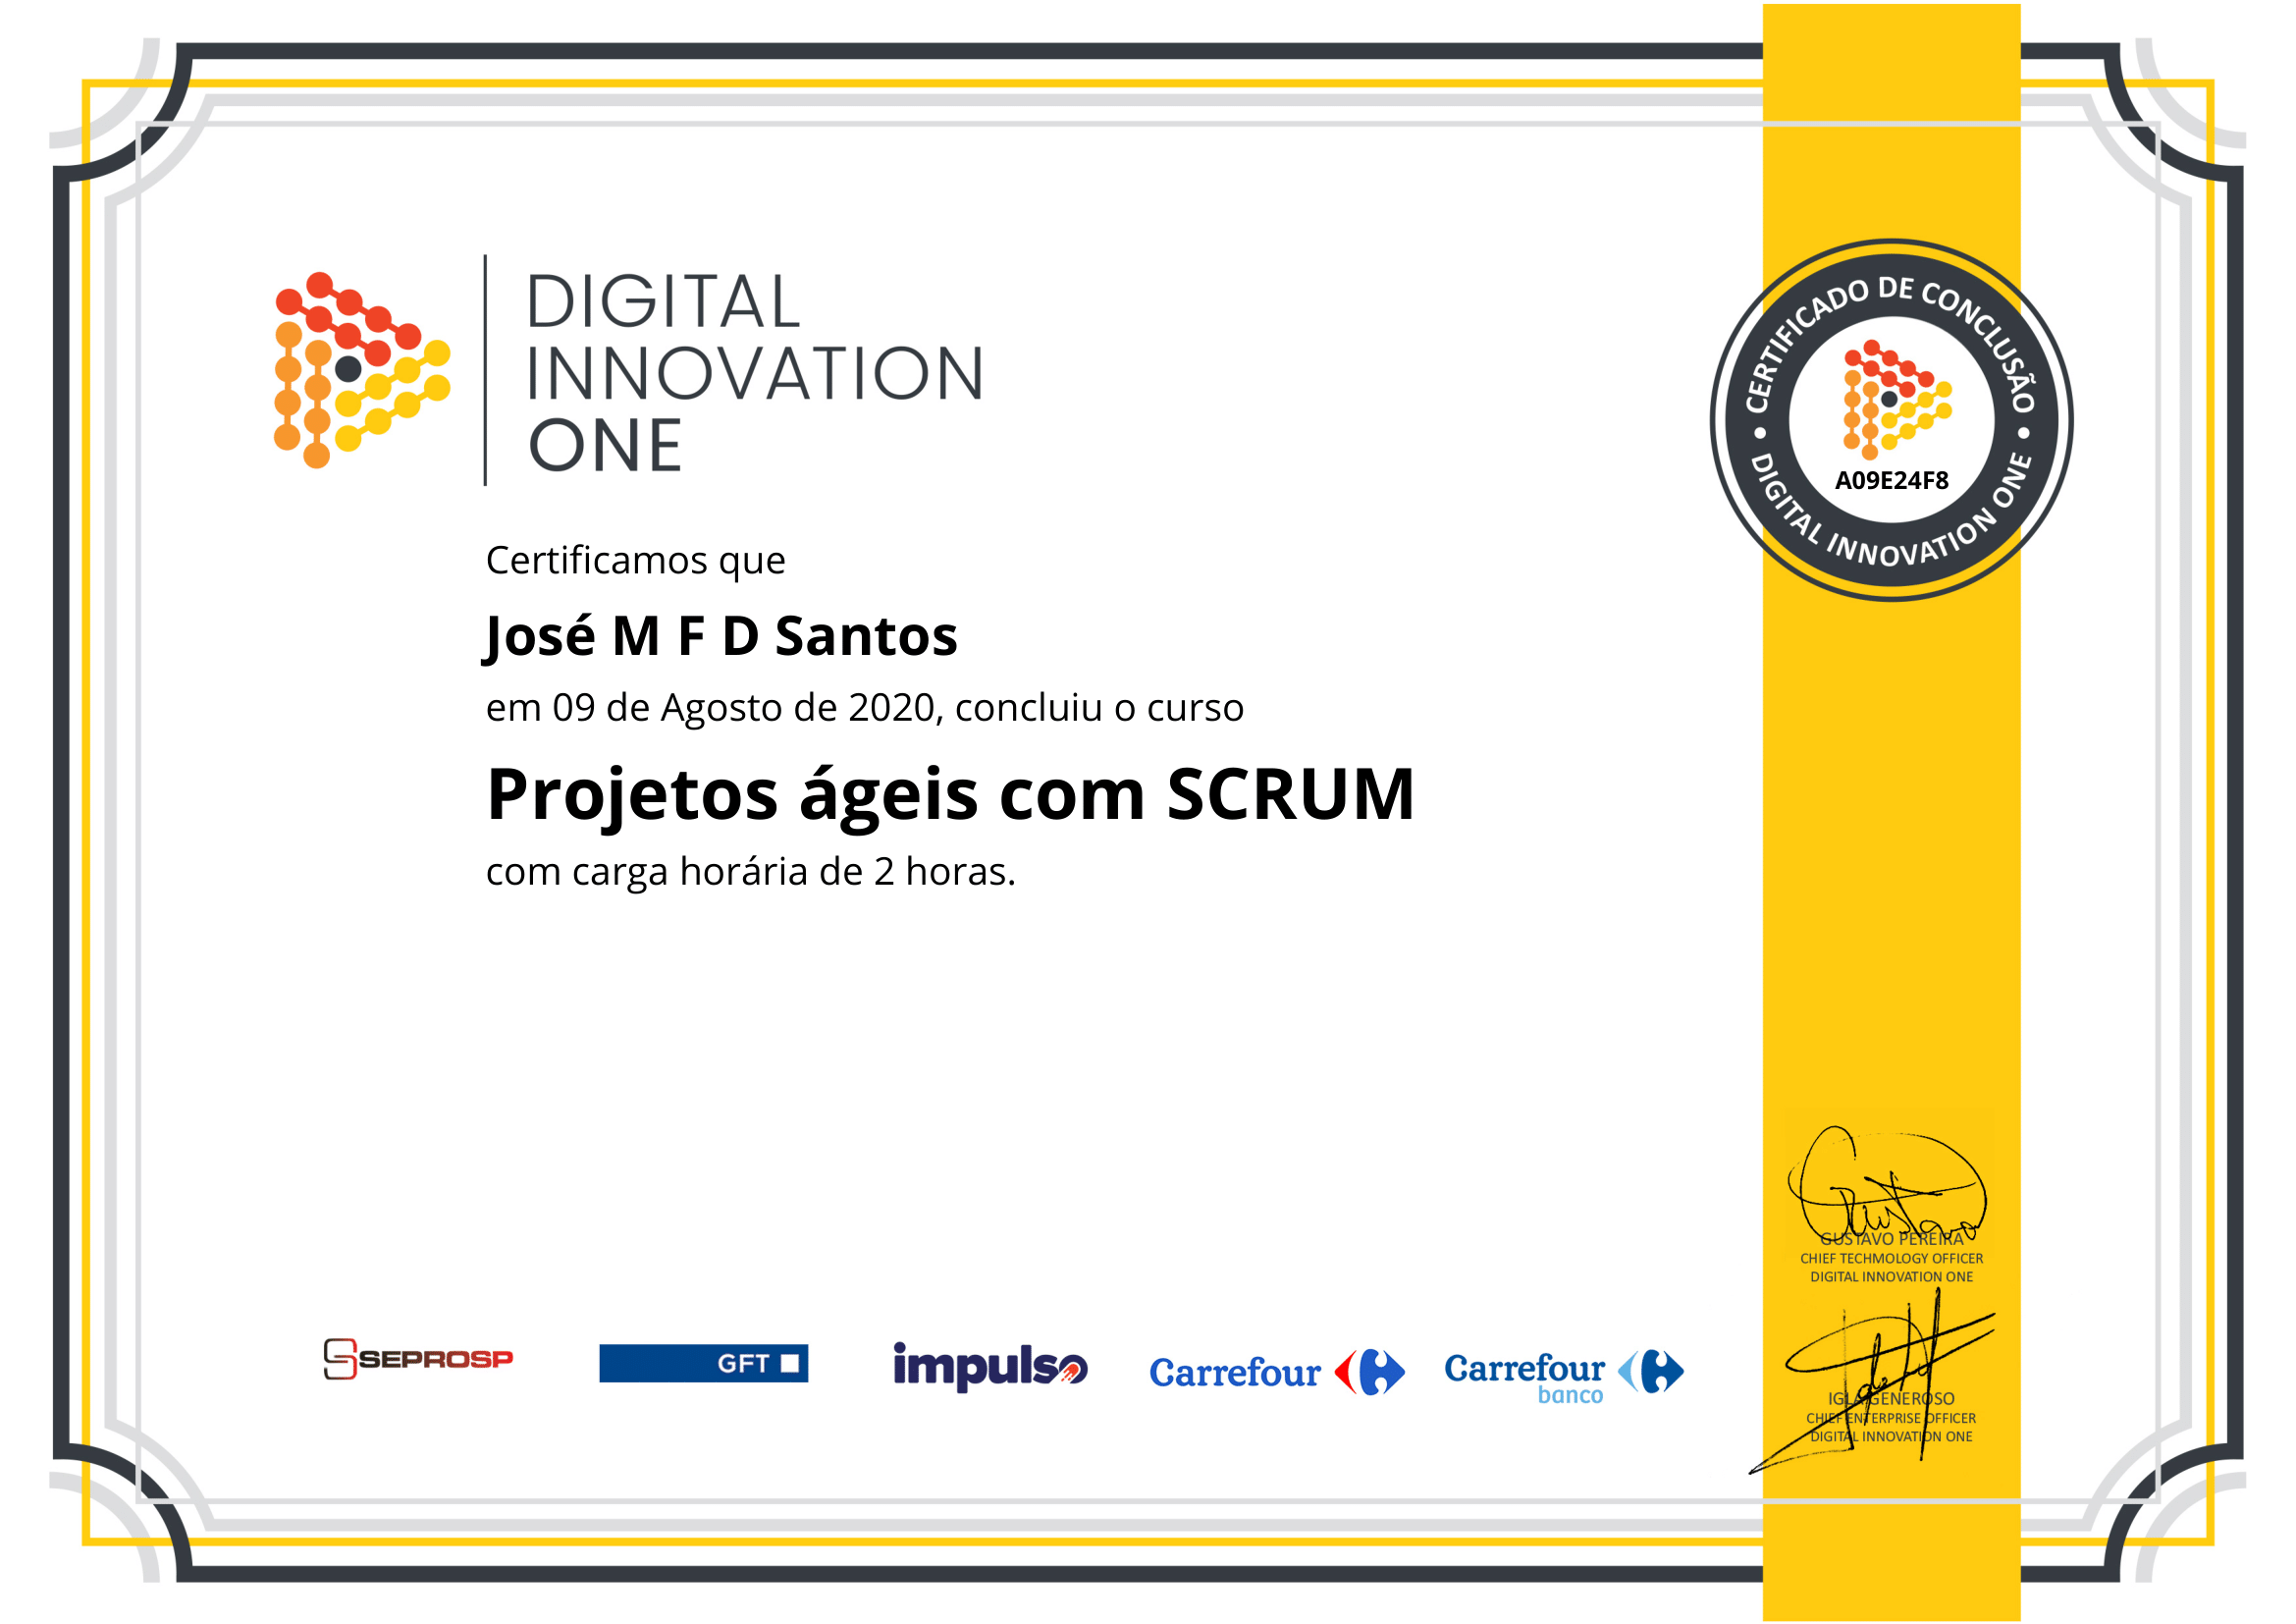 DIGITAL
INNOVATION
ONE
CERTIFICADO DE CONCLUSÃO
A09E24F8
DIGITAL INNOVATION ONE
Certificamos que
José M F D Santos
em 09 de Agosto de 2020, concluiu o curso
Projetos ágeis com SCRUM
com carga horária de 2 horas.
Gustavo
GUSTAVO PEREIRA
CHIEF TECHMOLOGY OFFICER
DIGITAL INNOVATION ONE
IGLA GENEROSO
CHIEF ENTERPRISE OFFICER
DIGITAL INNOVATION ONE
SEPROSP
GFT
impulso
Carrefour
Carrefour
banco